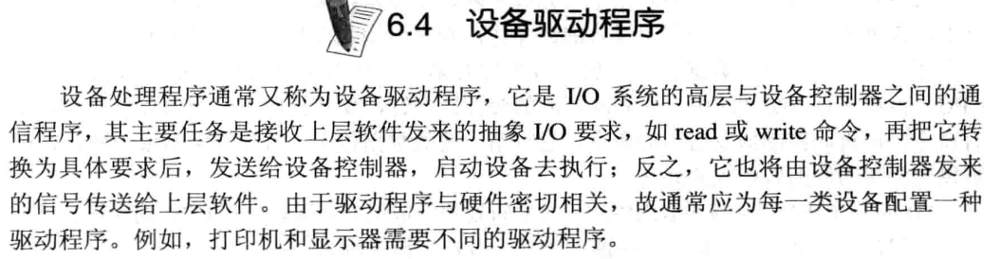 6.4 设备驱动程序
设备处理程序通常又称为设备驱动程序，它是 I/O 系统的高层与设备控制器之间的通
信程序，其主要任务是接收上层软件发来的抽象 I/O 要求，如 read 或 write 命令，再把它转
换为具体要求后，发送给设备控制器，启动设备去执行；反之，它也将由设备控制器发来
的信号传送给上层软件。由于驱动程序与硬件密切相关，故通常应为每一类设备配置一种
驱动程序。例如，打印机和显示器需要不同的驱动程序。